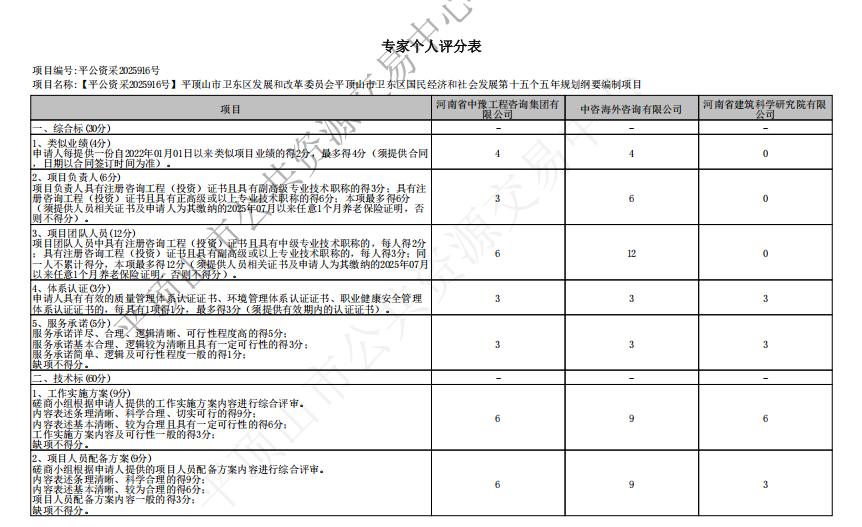 专家个人评分表
项目编号:平公资采2025916号
项目名称:【平公资采2025916号】平顶山市卫东区发展和改革委员会平顶山市卫东区国民经济和社会发展第十五个五年规划纲要编制项目
项目 河南省中豫工程咨询集团有限公司 中咨海外咨询有限公司 河南省建筑科学研究院有限公司
一、综合标(30分) - - -
1、类似业绩(4分)
申请人每提供一份自2022年01月01日以来类似项目业绩的得2分，最多得4分（须提供合同
，日期以合同签订时间为准）。 4 4 0
2、项目负责人(6分)
项目负责人具有注册咨询工程（投资）证书且具有副高级专业技术职称的得3分；具有注
册咨询工程（投资）证书且具有正高级或以上专业技术职称的得6分；本项最多得6分
（须提供人员相关证书及申请人为其缴纳的2025年07月以来任意1个月养老保险证明，否
则不得分）。 3 6 0
3、项目团队人员(12分)
项目团队人员中具有注册咨询工程（投资）证书且具有中级专业技术职称的，每人得2分
；具有注册咨询工程（投资）证书且具有副高级或以上专业技术职称的，每人得3分；同
一人不累计得分，本项最多得12分（须提供人员相关证书及申请人为其缴纳的2025年07月
以来任意1个月养老保险证明，否则不得分）。 6 12 0
4、体系认证(3分)
申请人具有有效的质量管理体系认证证书、环境管理体系认证证书、职业健康安全管理
体系认证证书的，每具有1项得1分，最多得3分（须提供有效期内的认证证书）。 3 3 3
5、服务承诺(5分)
服务承诺详尽、合理、逻辑清晰、可行性程度高的得5分；
服务承诺基本合理、逻辑较为清晰且具有一定可行性的得3分；
服务承诺简单、逻辑及可行性程度一般的得1分；
缺项不得分。 3 3 3
二、技术标(60分) - - -
1、工作实施方案(9分)
磋商小组根据申请人提供的工作实施方案内容进行综合评审。
内容表述条理清晰、科学合理、切实可行的得9分；
内容表述基本清晰、较为合理且具有一定可行性的得6分；
工作实施方案内容及可行性一般的得3分；
缺项不得分。 6 9 6
2、项目人员配备方案(9分)
磋商小组根据申请人提供的项目人员配备方案内容进行综合评审。
内容表述条理清晰、科学合理的得9分；
内容表述基本清晰、较为合理的得6分；
项目人员配备方案内容一般的得3分；
缺项不得分。 6 9 3
平顶山市公共资源交易中心
平顶山市公共资源交易中